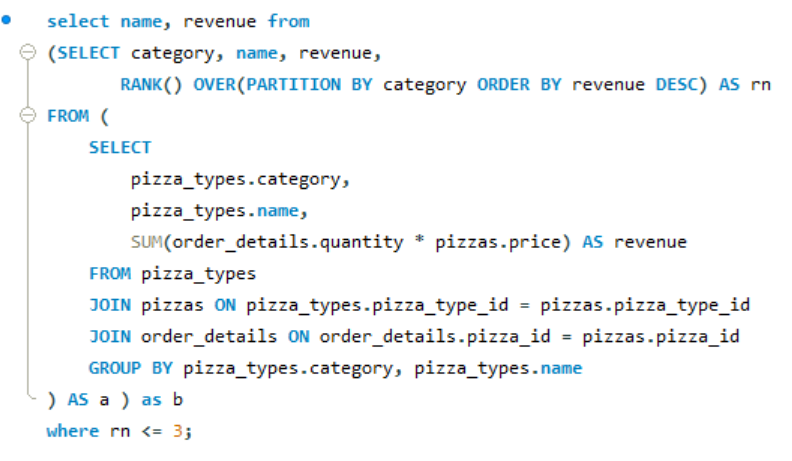 select name, revenue from
(SELECT category, name, revenue,
RANK() OVER(PARTITION BY category ORDER BY revenue DESC) AS rn
FROM (
SELECT
pizza_types.category,
pizza_types.name,
SUM(order_details.quantity * pizzas.price) AS revenue
FROM pizza_types
JOIN pizzas ON pizza_types.pizza_type_id = pizzas.pizza_type_id
JOIN order_details ON order_details.pizza_id = pizzas.pizza_id
GROUP BY pizza_types.category, pizza_types.name
) AS a ) as b
where rn <= 3;